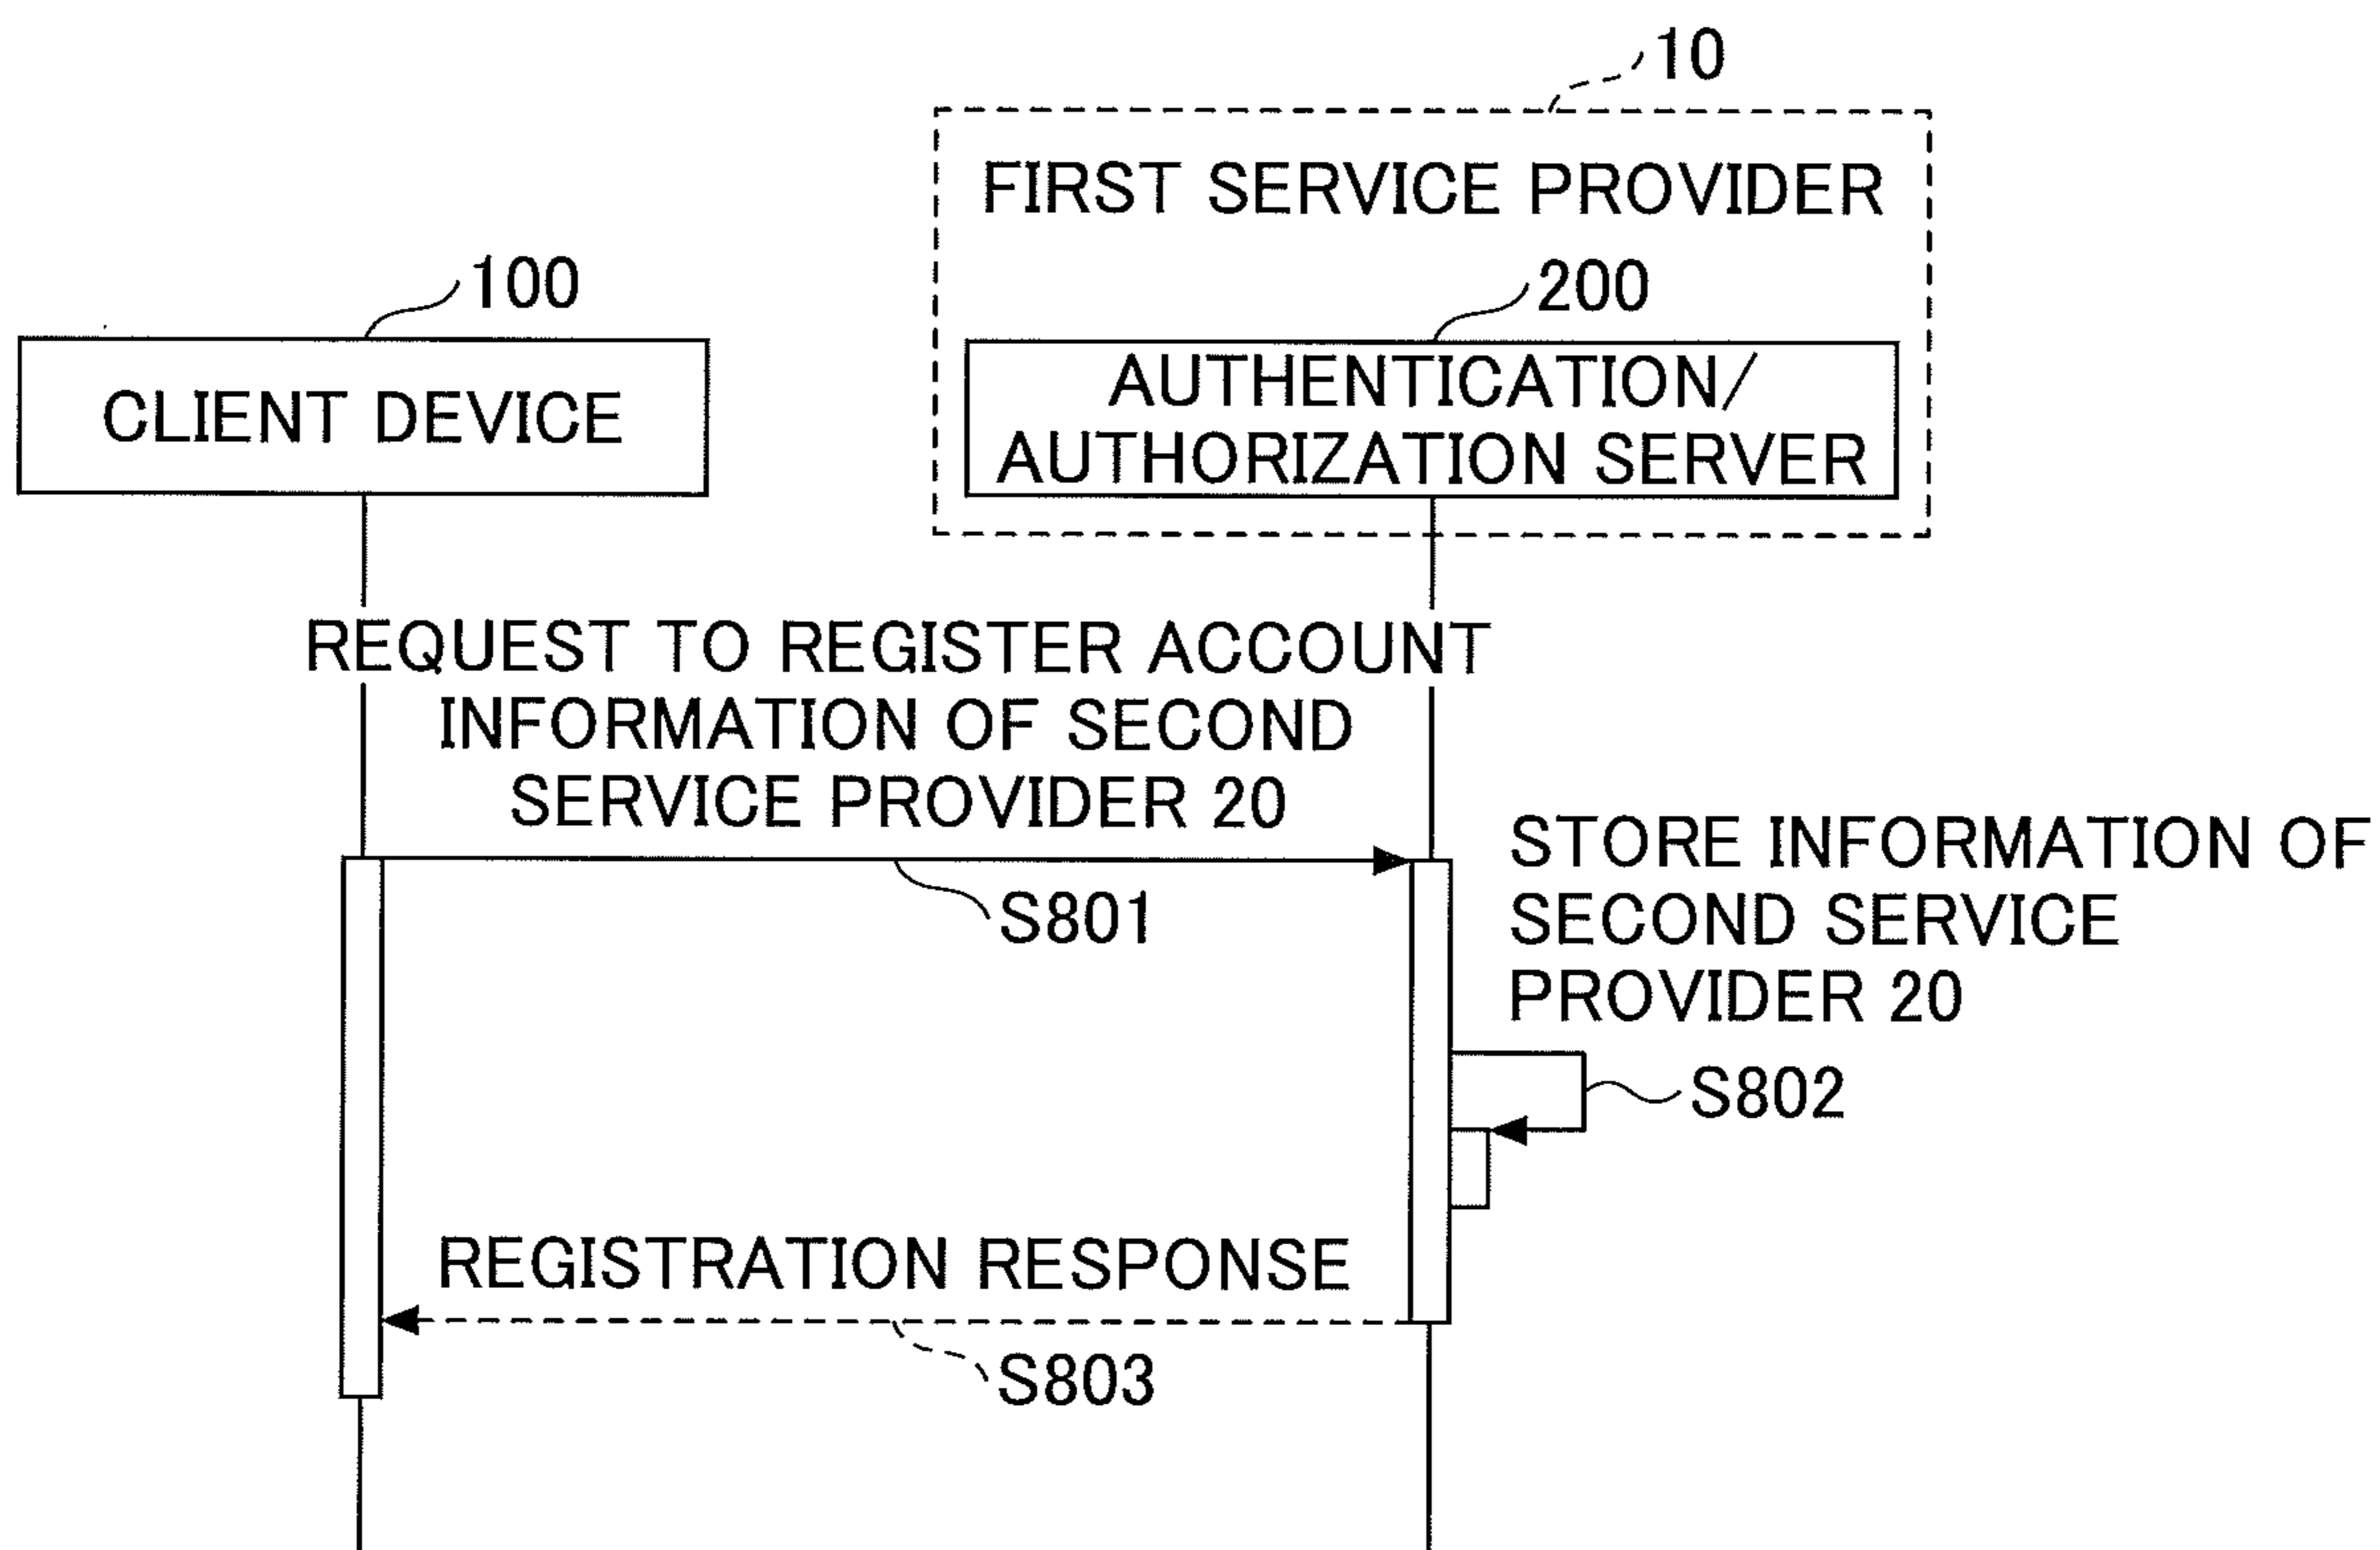 10
FIRST SERVICE PROVIDER
100
200
CLIENT DEVICE
AUTHENTICATION/
AUTHORIZATION SERVER
REQUEST TO REGISTER ACCOUNT
INFORMATION OF SECOND
SERVICE PROVIDER 20
S801
STORE INFORMATION OF
SECOND SERVICE
PROVIDER 20
S802
REGISTRATION RESPONSE
S803